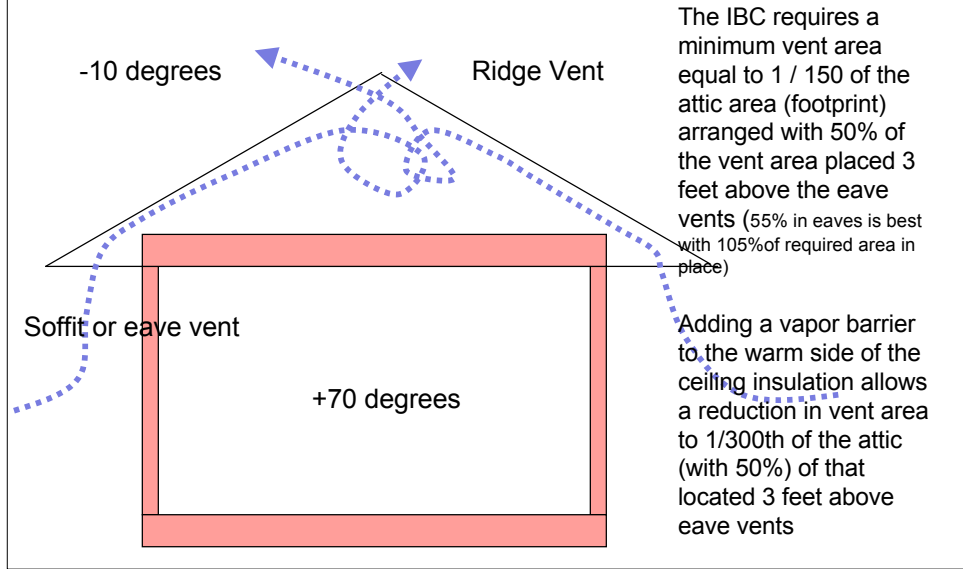 -10 degrees
Ridge Vent
Soffit or eave vent
+70 degrees
The IBC requires a
minimum vent area
equal to 1 / 150 of the
attic area (footprint)
arranged with 50% of
the vent area placed 3
feet above the eave
vents (55% in eaves is best
with 105%of required area in
place)
Adding a vapor barrier
to the warm side of the
ceiling insulation allows
a reduction in vent area
to 1/300th of the attic
(with 50%) of that
located 3 feet above
eave vents